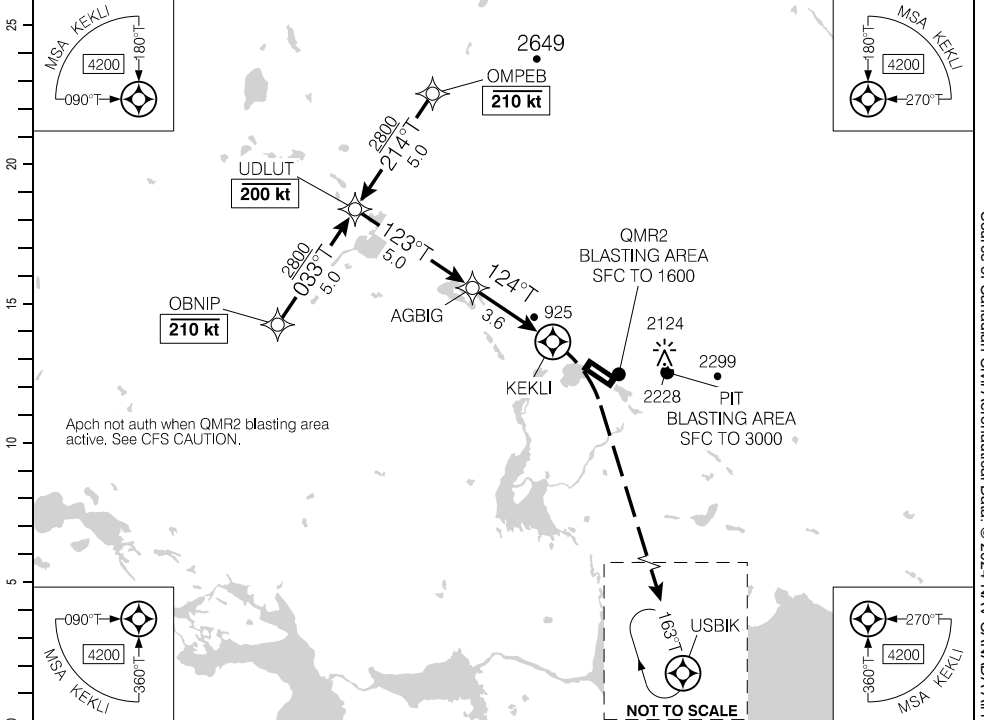 25
20
15
10
5
MSA KEKLI
180°T
4200
090°T
MSA KEKLI
180°T
4200
270°T
2649
OMPEB
210 kt
2800
214°T
5.0
UDLUT
200 kt
123°T
5.0
2800
033°T
5.0
OBNIP
210 kt
AGBIG
124°T
3.6
925
KEKLI
QMR2
BLASTING AREA
SFC TO 1600
2124
2299
2228
PIT
BLASTING AREA
SFC TO 3000
Apch not auth when QMR2 blasting area
active. See CFS CAUTION.
163°T
USBIK
NOT TO SCALE
090°T
4200
360°T
MSA KEKLI
270°T
4200
360°T
MSA KEKLI